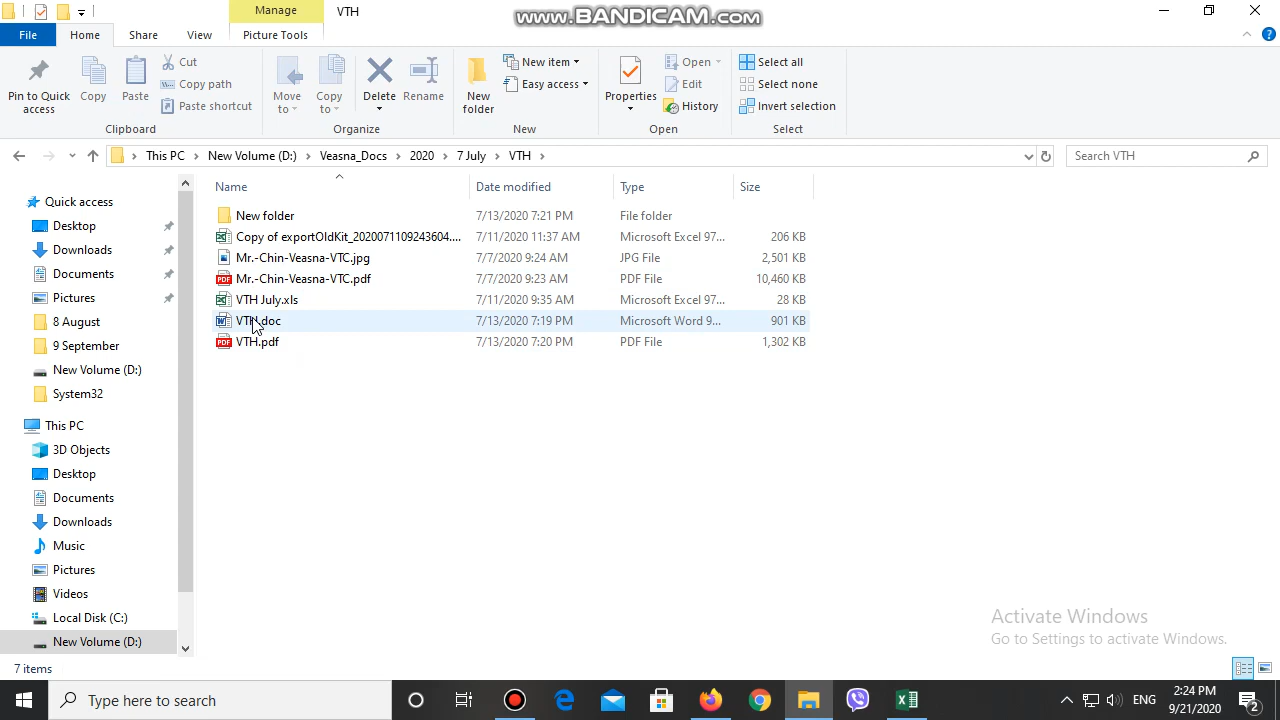 Manage
VTH
www.BANDICAM.com
File
Home
Share
View
Picture Tools
Pin to Quick access
Copy
Paste
Cut
Copy path
Paste shortcut
Move to
Copy to
Delete
Rename
New folder
New item
Easy access
Properties
Open
Edit
History
Select all
Select none
Invert selection
Clipboard
Organize
New
Open
Select
This PC
New Volume (D:)
Veasna_Docs
2020
7 July
VTH
Search VTH
Name
Date modified
Type
Size
New folder 7/13/2020 7:21 PM File folder
Copy of exportOldKit_2020071109243604.... 7/11/2020 11:37 AM Microsoft Excel 97... 206 KB
Mr.-Chin-Veasna-VTC.jpg 7/7/2020 9:24 AM JPG File 2,501 KB
Mr.-Chin-Veasna-VTC.pdf 7/7/2020 9:23 AM PDF File 10,460 KB
VTH July.xls 7/11/2020 9:35 AM Microsoft Excel 97... 28 KB
VTH.doc 7/13/2020 7:19 PM Microsoft Word 9... 901 KB
VTH.pdf 7/13/2020 7:20 PM PDF File 1,302 KB
Quick access
Desktop
Downloads
Documents
Pictures
8 August
9 September
New Volume (D:)
System32
This PC
3D Objects
Desktop
Documents
Downloads
Music
Pictures
Videos
Local Disk (C:)
New Volume (D:)
Activate Windows
Go to Settings to activate Windows.
7 items
Type here to search
ENG
2:24 PM
9/21/2020
2